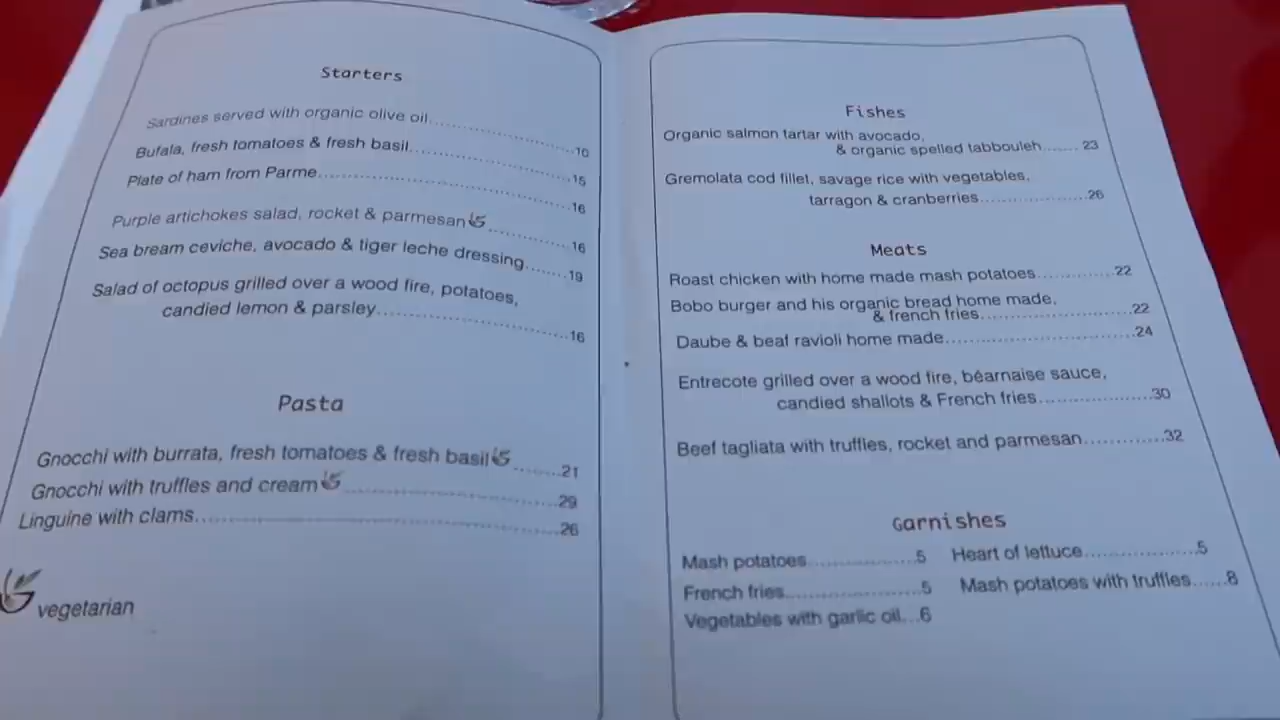 Starters
Sardines served with organic olive oil..................16
Bufala, fresh tomatoes & fresh basil..................15
Plate of ham from Parme..................16
Purple artichokes salad, rocket & parmesan..................16
Sea bream ceviche, avocado & tiger leche dressing........19
Salad of octopus grilled over a wood fire, potatoes,
candied lemon & parsley..................16
Pasta
Gnocchi with burrata, fresh tomatoes & fresh basil........21
Gnocchi with truffles and cream..................29
Linguine with clams..................26
vegetarian
Fishes
Organic salmon tartar with avocado,
& organic spelled tabbouleh........23
Gremolata cod fillet, savage rice with vegetables,
tarragon & cranberries..................26
Meats
Roast chicken with home made mash potatoes..............22
Bobo burger and his organic bread home made,
& french fries..................22
Daube & beaf ravioli home made..................24
Entrecote grilled over a wood fire, béarnaise sauce,
candied shallots & French fries..................30
Beef tagliata with truffles, rocket and parmesan.............32
Garnishes
Mash potatoes..................5 Heart of lettuce..................5
French fries..................5 Mash potatoes with truffles......8
Vegetables with garlic oil...6